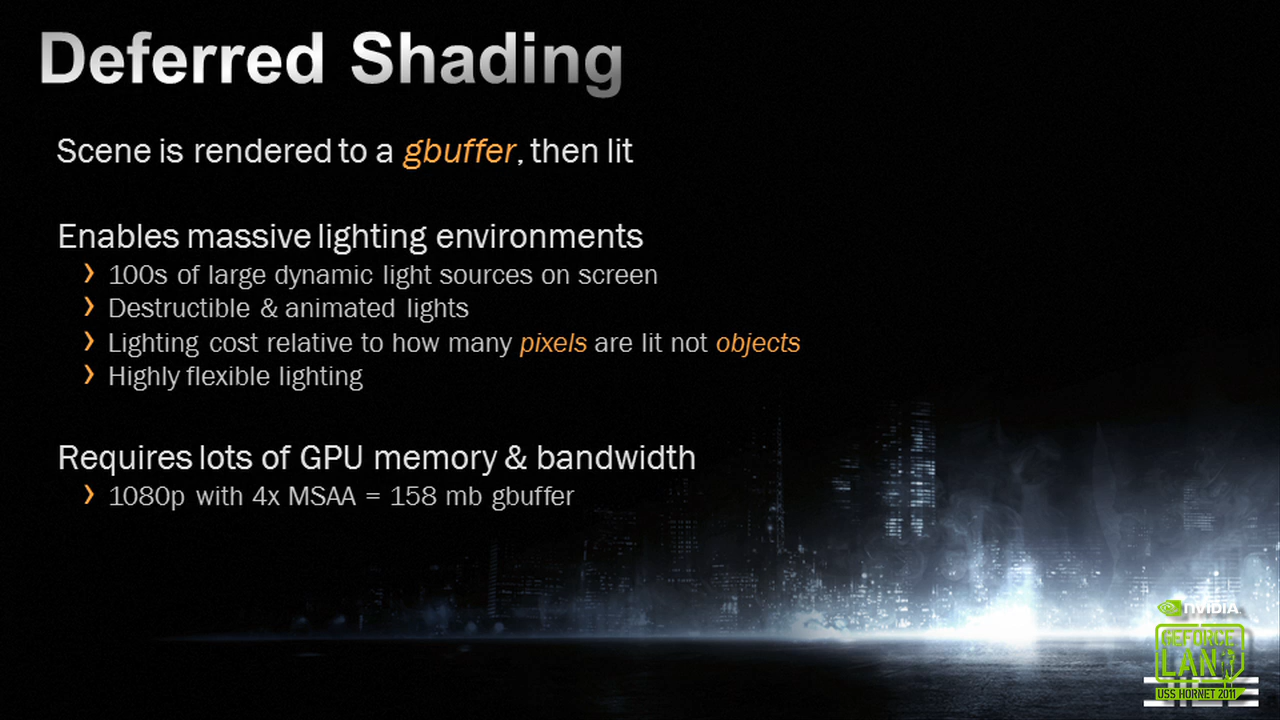 Deferred Shading
Scene is rendered to a gbuffer, then lit
Enables massive lighting environments
› 100s of large dynamic light sources on screen
› Destructible & animated lights
› Lighting cost relative to how many pixels are lit not objects
› Highly flexible lighting
Requires lots of GPU memory & bandwidth
› 1080p with 4x MSAA = 158 mb gbuffer
NVIDIA
GEFORCE
LAN
USS HORNET 2011